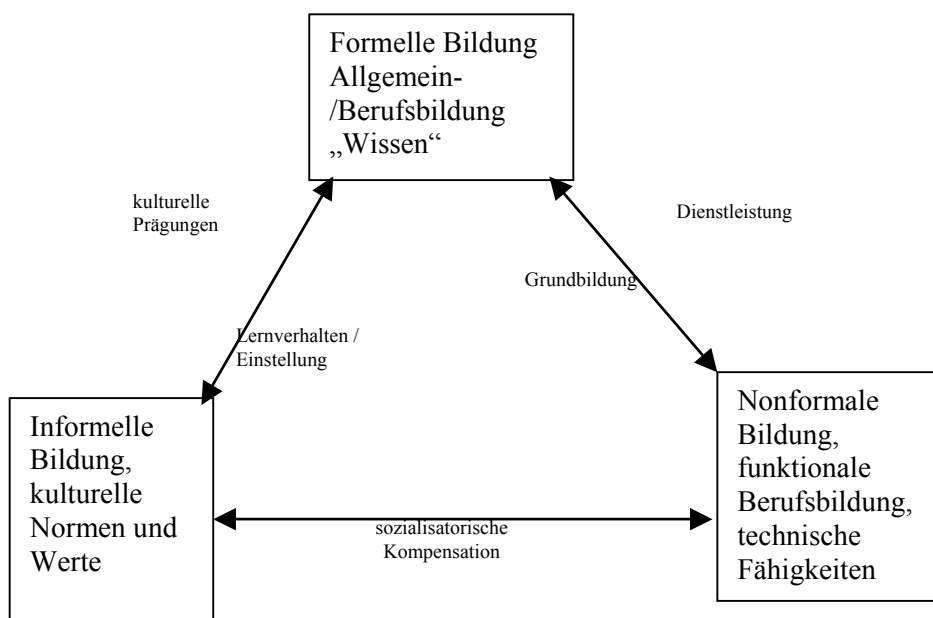 Formelle Bildung
Allgemein-
/Berufsbildung
„Wissen“
kulturelle
Prägungen
Dienstleistung
Grundbildung
Lernverhalten /
Einstellung
Informelle
Bildung,
kulturelle
Normen und
Werte
sozialisatorische
Kompensation
Nonformale
Bildung,
funktionale
Berufsbildung,
technische
Fähigkeiten